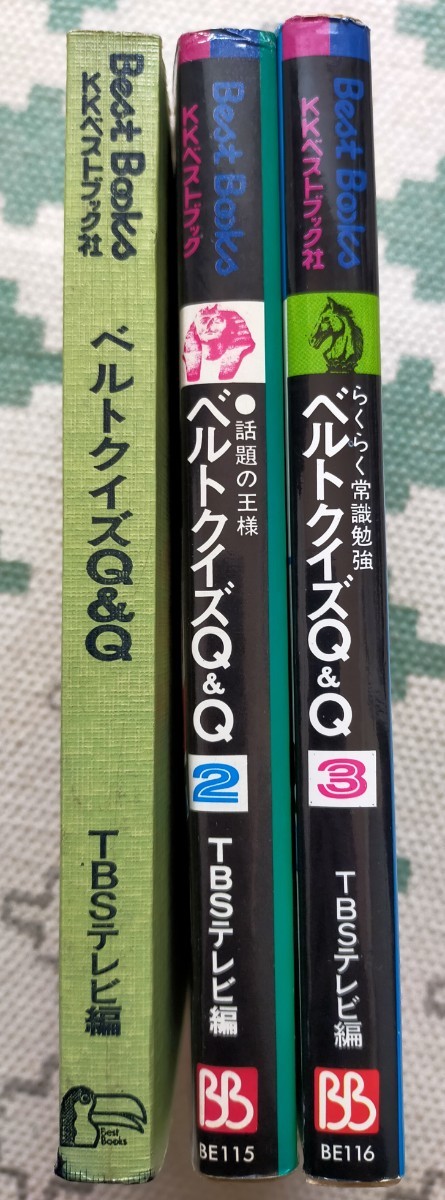 Best Books
KKベストブック社
ベルトクイズQ&Q
TBSテレビ編
Best
Books
Best Books
KKベストブック
●話題の王様
ベルトクイズQ&Q
2
TBSテレビ編
BB
BE115
Best Books
KKベストブック社
らくらく常識勉強
ベルトクイズQ&Q
3
TBSテレビ編
BB
BE116